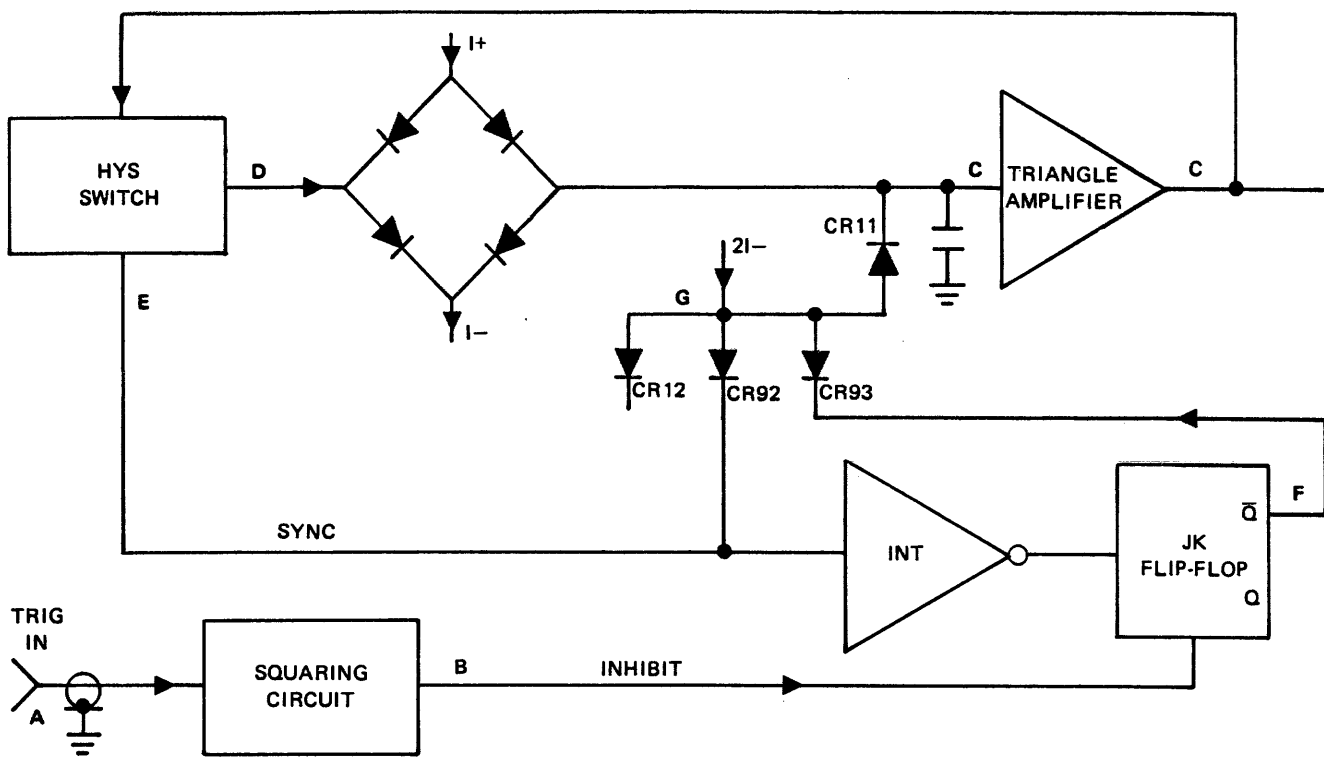 I+
HYS
SWITCH
D
C
TRIANGLE
AMPLIFIER
C
CR11
2I−
E
G
I−
CR12
CR92
CR93
F
Q̅
SYNC
INT
JK
FLIP-FLOP
Q
TRIG
IN
SQUARING
CIRCUIT
B
INHIBIT
A